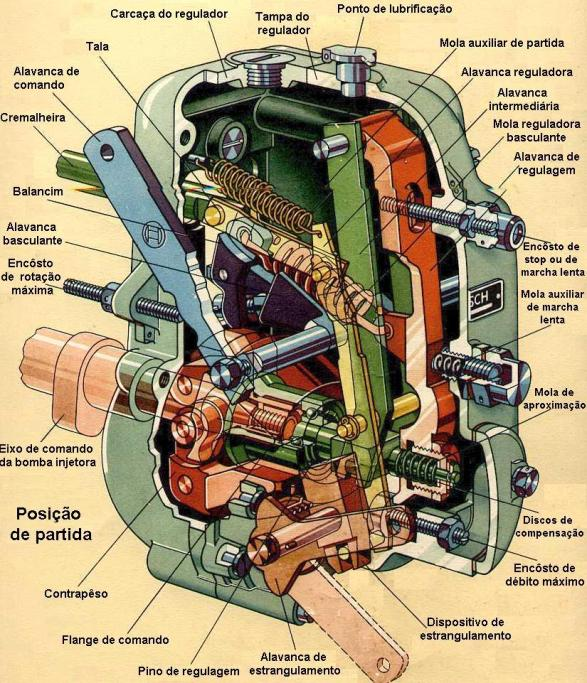 Carcaça do regulador
Tampa do
regulador
Ponto de lubrificação
Tala
Mola auxiliar de partida
Alavanca de
comando
Alavanca reguladora
Alavanca
intermediária
Cremalheira
Mola reguladora
basculante
Alavanca de
regulagem
Balancim
Alavanca
basculante
Encôsto
de rotação
máxima
Encôsto de
stop ou de
marcha lenta
SCH
Mola auxiliar
de marcha
lenta
Mola de
aproximação
Eixo de comando
da bomba injetora
Posição
de partida
Discos de
compensação
Encôsto de
débito máximo
Contrapêso
Dispositivo de
estrangulamento
Flange de comando
Pino de regulagem
Alavanca de
estrangulamento